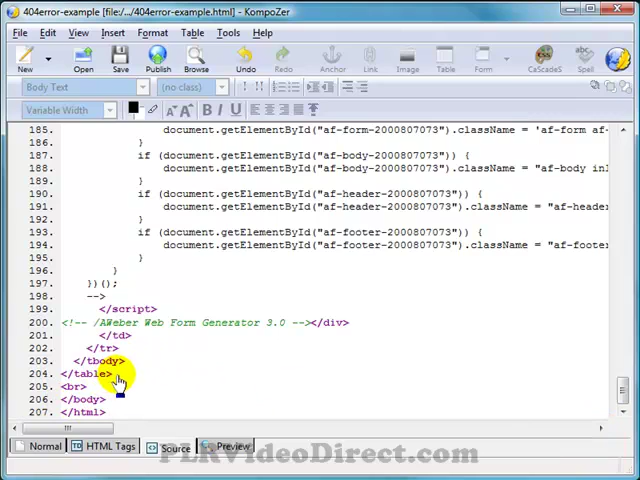 404error-example [file:/.../404error-example.html] - KompoZer
File Edit View Insert Format Table Tools Help
New Open Save Publish Browse Undo Redo Anchor Link Image Table Form CaScadeS Spell
Body Text (no class)
Variable Width B I U
185. document.getElementById("af-form-2000807073").className = 'af-form af-
186. }
187. if (document.getElementById("af-body-2000807073")) {
188. document.getElementById("af-body-2000807073").className = "af-body inl
189. }
190. if (document.getElementById("af-header-2000807073")) {
191. document.getElementById("af-header-2000807073").className = "af-heade
192. }
193. if (document.getElementById("af-footer-2000807073")) {
194. document.getElementById("af-footer-2000807073").className = "af-footer
195. }
196. }
197. })();
198. -->
199. </script>
200. <!-- /AWeber Web Form Generator 3.0 --></div>
201. </td>
202. </tr>
203. </tbody>
204. </table>
205. <br>
206. </body>
207. </html>
Normal TD HTML Tags Source Preview
PLRVideoDirect.com